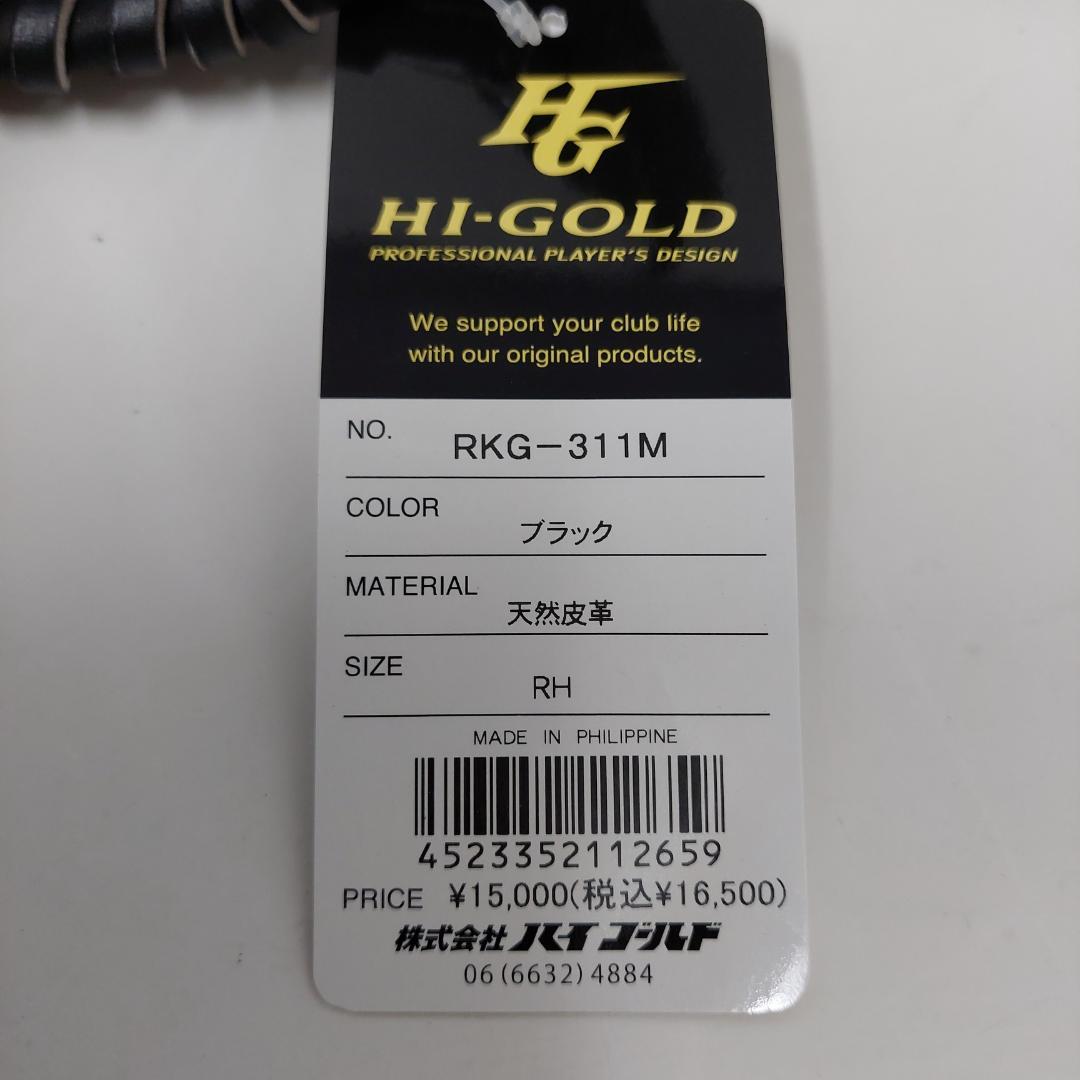 HG
HI-GOLD
PROFESSIONAL PLAYER'S DESIGN
We support your club life
with our original products.
NO. RKG-311M
COLOR ブラック
MATERIAL 天然皮革
SIZE RH
MADE IN PHILIPPINE
4523352112659
PRICE ¥15,000(税込¥16,500)
株式会社ハイゴールド
06(6632)4884